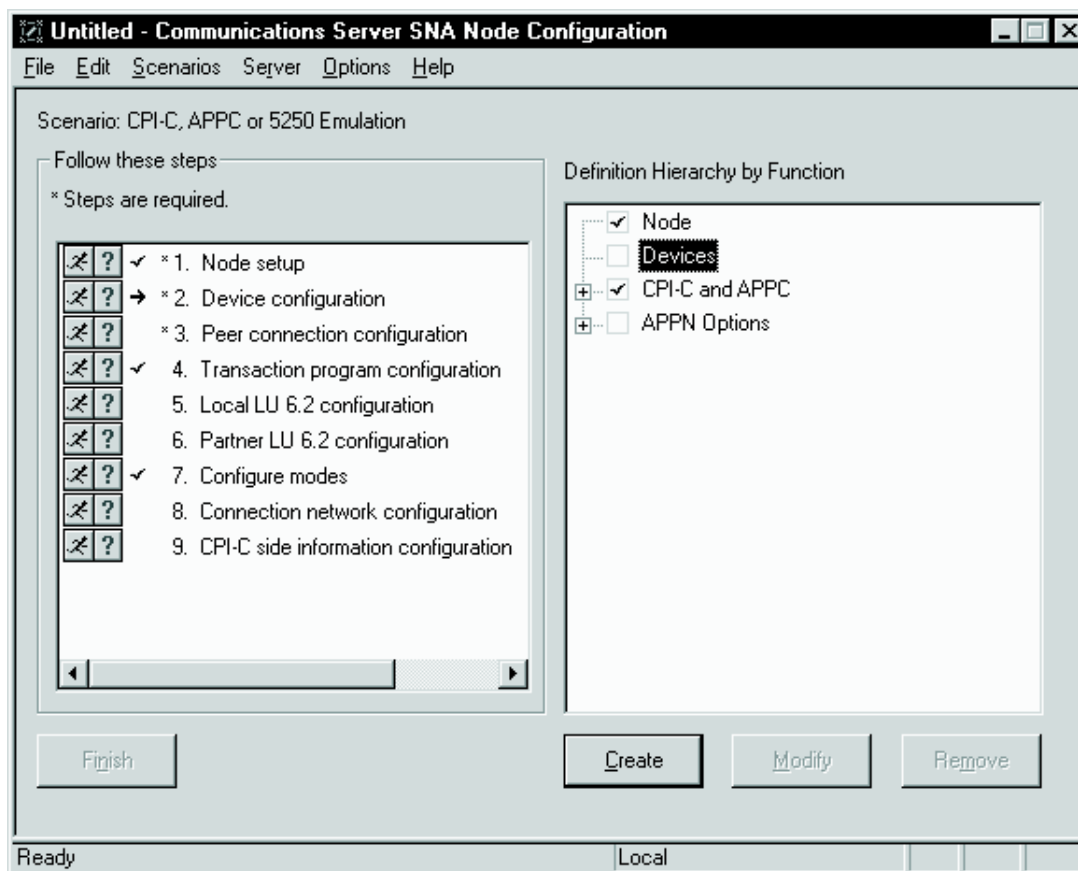 Untitled - Communications Server SNA Node Configuration
File Edit Scenarios Server Options Help
Scenario: CPI-C, APPC or 5250 Emulation
Follow these steps
* Steps are required.
? * 1. Node setup
? * 2. Device configuration
? * 3. Peer connection configuration
? 4. Transaction program configuration
? 5. Local LU 6.2 configuration
? 6. Partner LU 6.2 configuration
? 7. Configure modes
? 8. Connection network configuration
? 9. CPI-C side information configuration
Definition Hierarchy by Function
Node
Devices
CPI-C and APPC
APPN Options
Finish
Create
Modify
Remove
Ready
Local